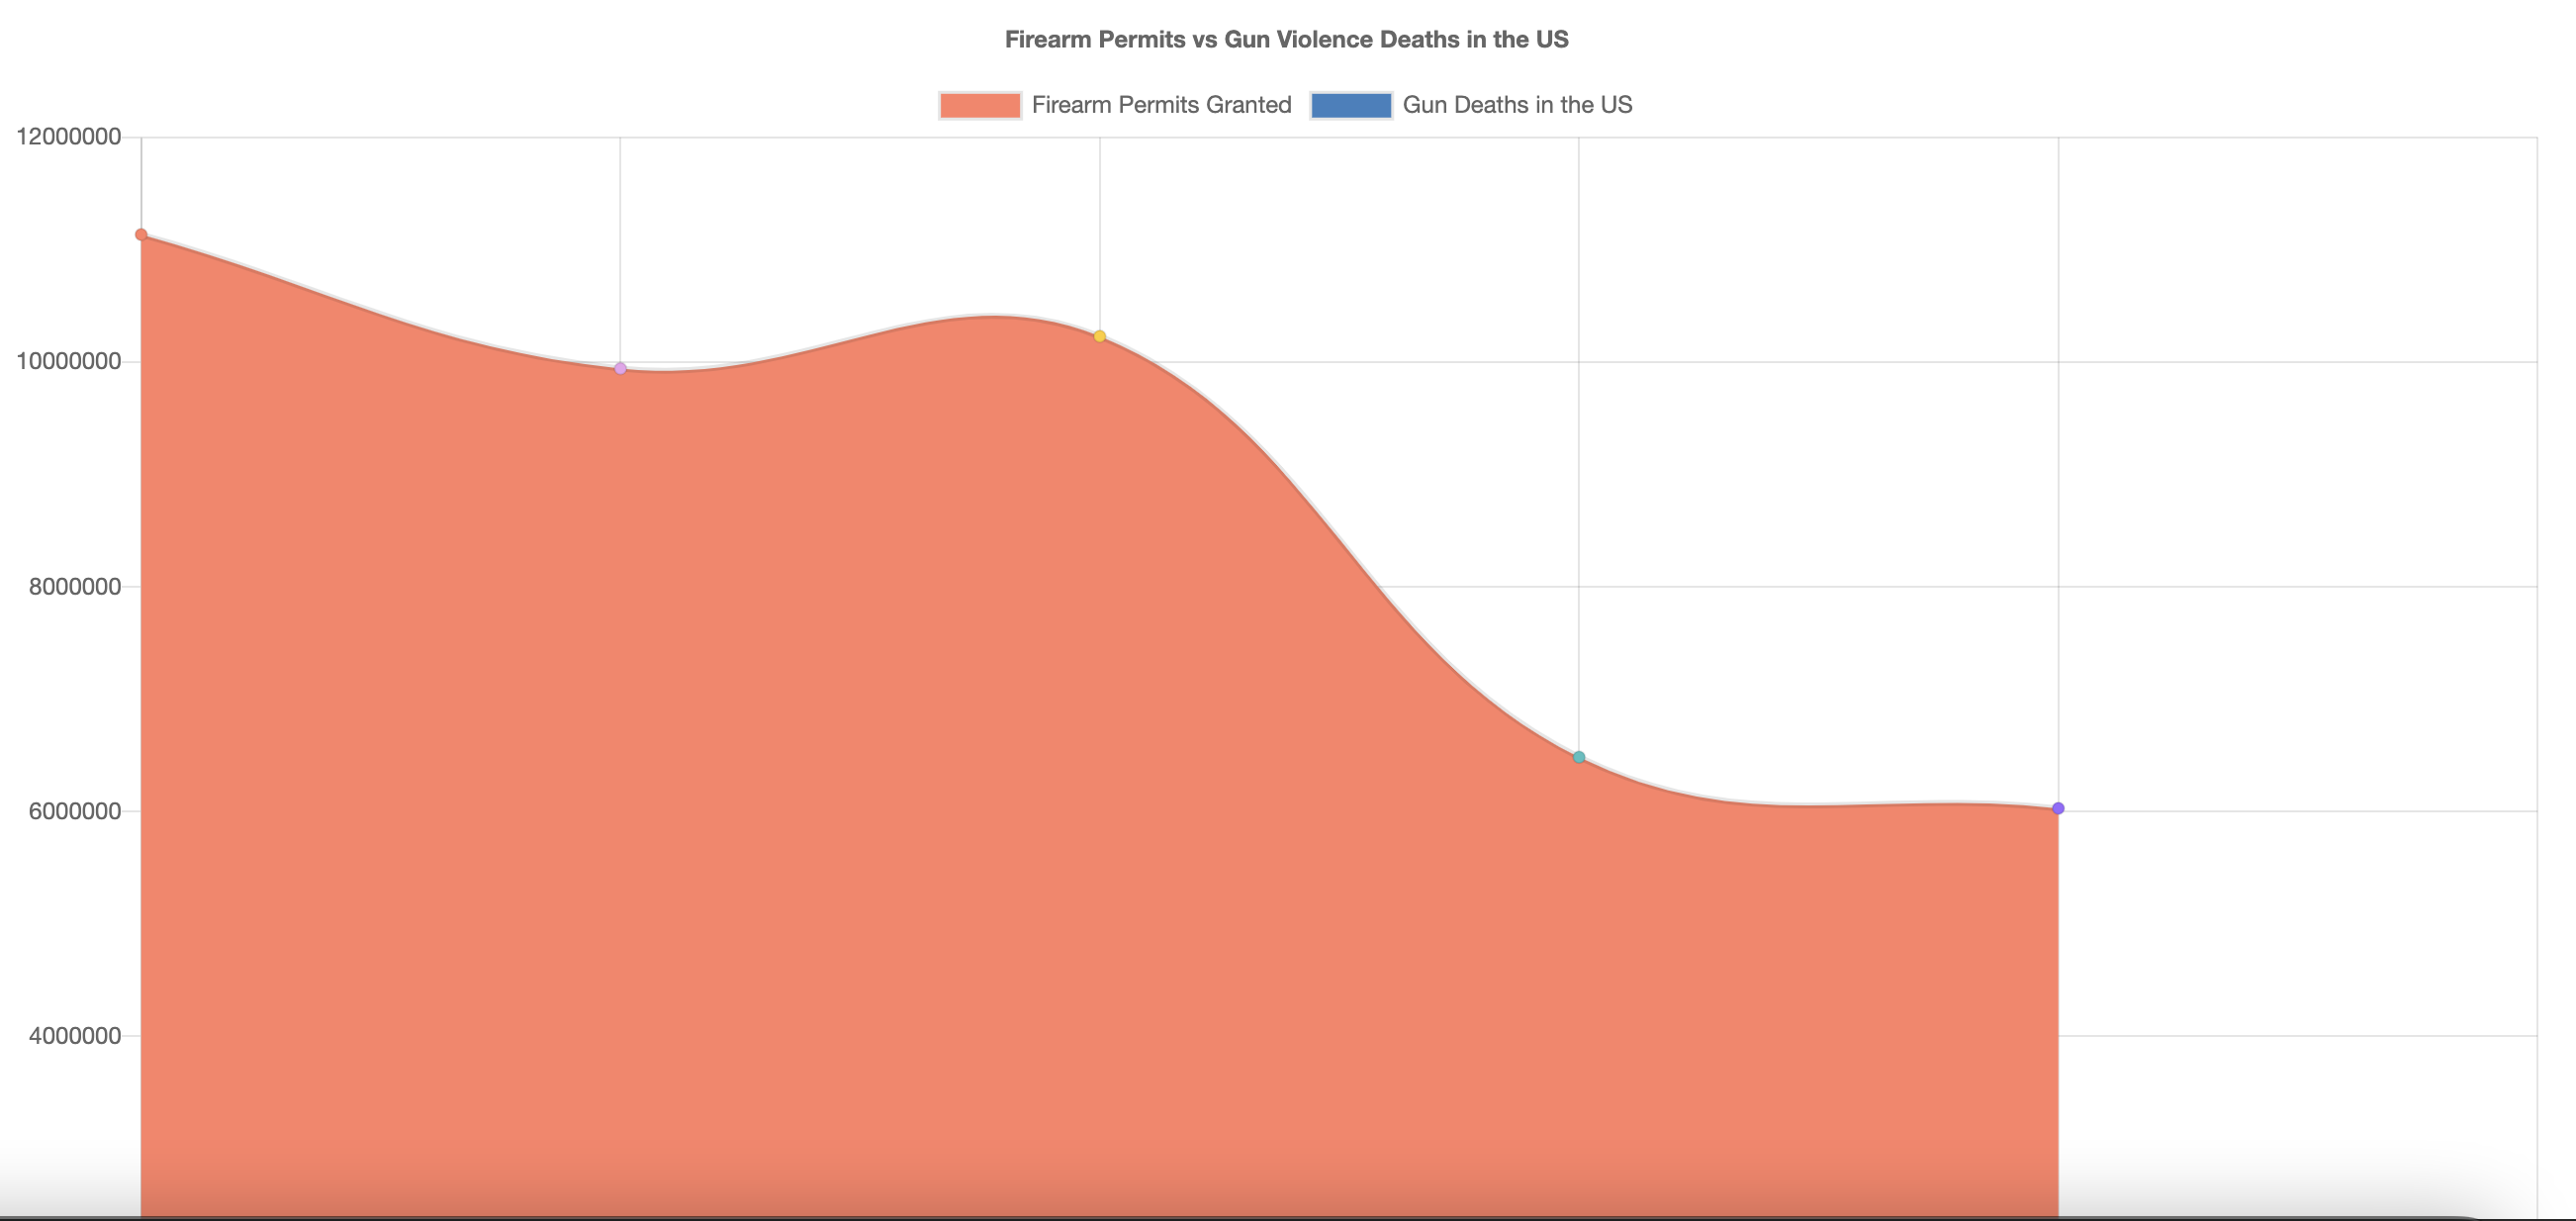 Firearm Permits vs Gun Violence Deaths in the US
Firearm Permits Granted Gun Deaths in the US
12000000
10000000
8000000
6000000
4000000